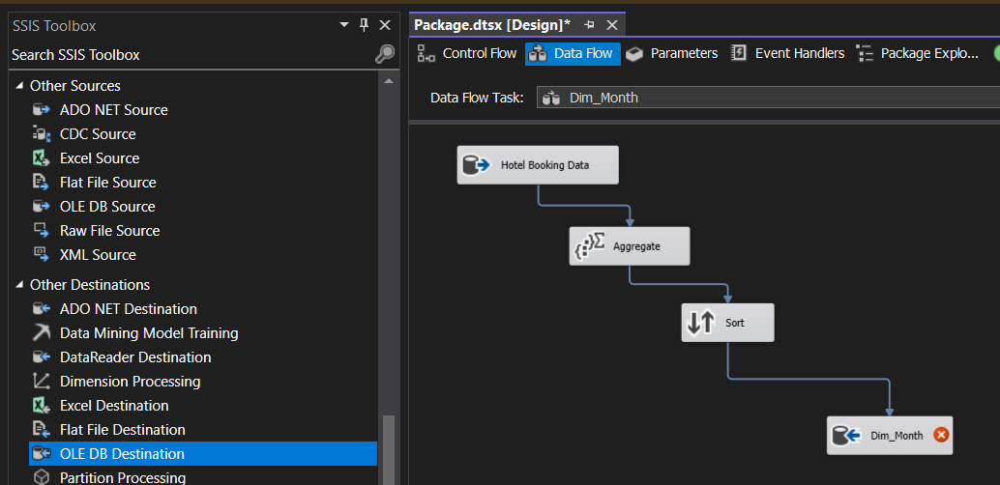 SSIS Toolbox
Search SSIS Toolbox
Other Sources
ADO NET Source
CDC Source
Excel Source
Flat File Source
OLE DB Source
Raw File Source
XML Source
Other Destinations
ADO NET Destination
Data Mining Model Training
DataReader Destination
Dimension Processing
Excel Destination
Flat File Destination
OLE DB Destination
Partition Processing
Package.dtsx [Design]*
Control Flow Data Flow Parameters Event Handlers Package Explo...
Data Flow Task: Dim_Month
Hotel Booking Data
Aggregate
Sort
Dim_Month